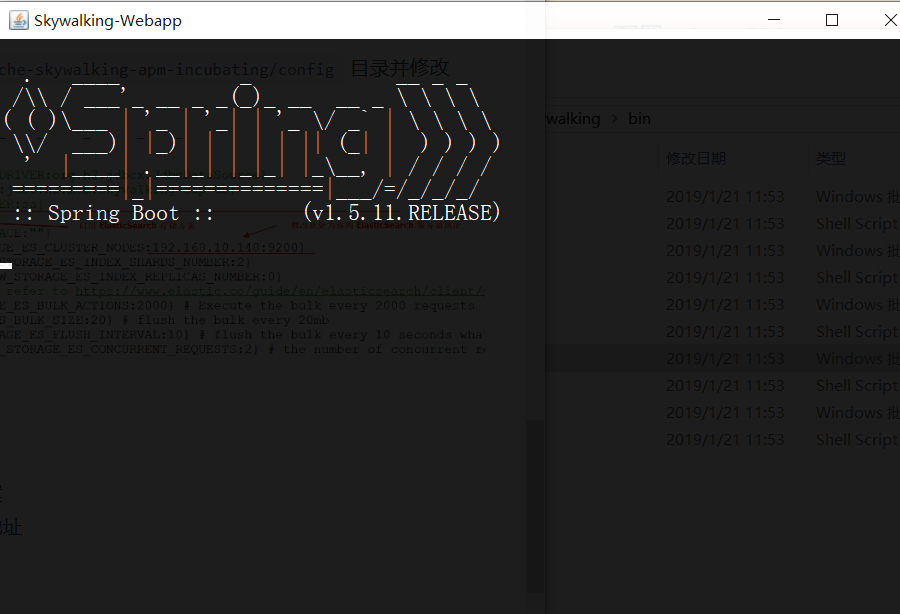 Skywalking-Webapp
che-skywalking-apm-incubating/config 目录并修改
walking > bin
修改日期 类型
:: Spring Boot :: (v1.5.11.RELEASE)
2019/1/21 11:53 Windows 批
2019/1/21 11:53 Shell Script
2019/1/21 11:53 Windows 批
2019/1/21 11:53 Shell Script
2019/1/21 11:53 Windows 批
2019/1/21 11:53 Shell Script
2019/1/21 11:53 Windows 批
2019/1/21 11:53 Shell Script
2019/1/21 11:53 Windows 批
2019/1/21 11:53 Shell Script
GE_ES_CLUSTER_NODES:192.168.10.148:9200}
STORAGE_ES_INDEX_SHARDS_NUMBER:2}
W_STORAGE_ES_INDEX_REPLICAS_NUMBER:0}
refer to https://www.elastic.co/guide/en/elasticsearch/client/
GE_ES_BULK_ACTIONS:2000} # Execute the bulk every 2000 requests
S_BULK_SIZE:20} # flush the bulk every 20mb
AGE_ES_FLUSH_INTERVAL:10} # flush the bulk every 10 seconds what
_STORAGE_ES_CONCURRENT_REQUESTS:2} # the number of concurrent re